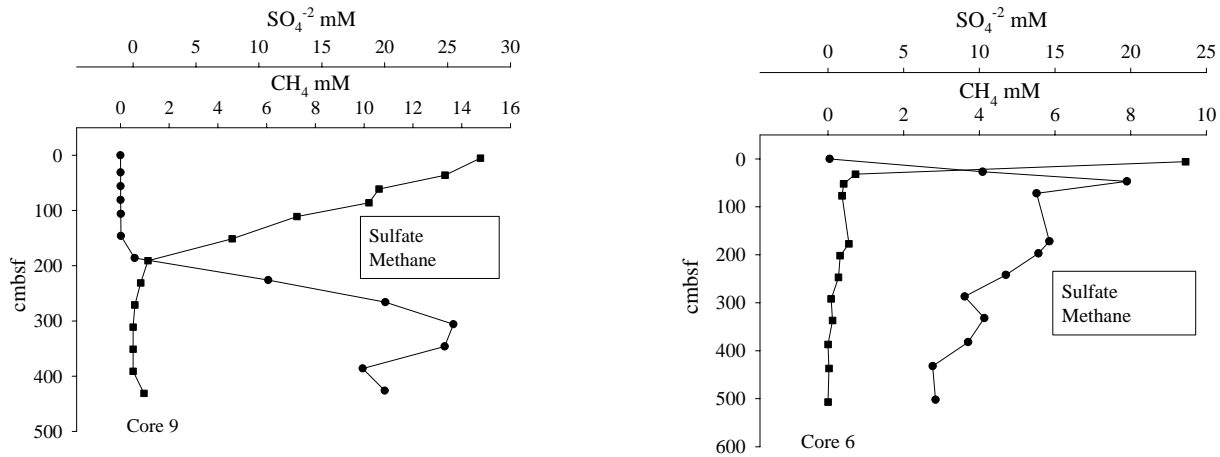 SO₄⁻² mM
0 5 10 15 20 25 30
CH₄ mM
0 2 4 6 8 10 12 14 16
cmbsf
0
100
200
300
400
500
Sulfate
Methane
Core 9
SO₄⁻² mM
0 5 10 15 20 25
CH₄ mM
0 2 4 6 8 10
cmbsf
0
100
200
300
400
500
600
Sulfate
Methane
Core 6